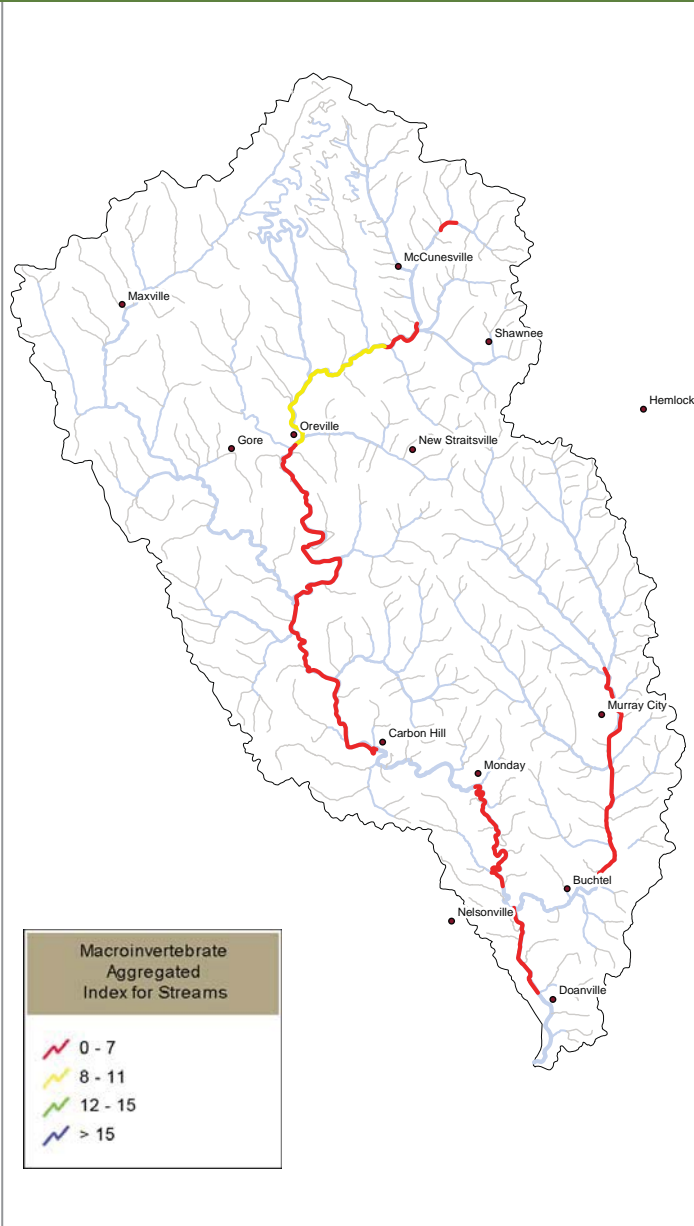 McCunesville
Maxville
Shawnee
Hemlock
Oreville
Gore
New Straitsville
Murray City
Carbon Hill
Monday
Buchtel
Nelsonville
Doanville
Macroinvertebrate
Aggregated
Index for Streams
0 - 7
8 - 11
12 - 15
> 15